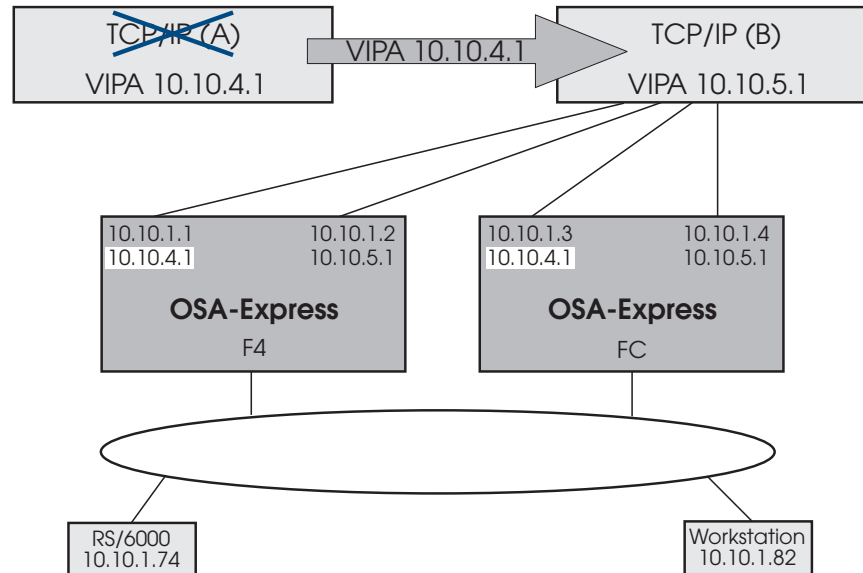 TCP/IP (A)
VIPA 10.10.4.1
VIPA 10.10.4.1
TCP/IP (B)
VIPA 10.10.5.1
10.10.1.1
10.10.1.2
10.10.4.1
10.10.5.1
OSA-Express
F4
10.10.1.3
10.10.1.4
10.10.4.1
10.10.5.1
OSA-Express
FC
RS/6000
10.10.1.74
Workstation
10.10.1.82